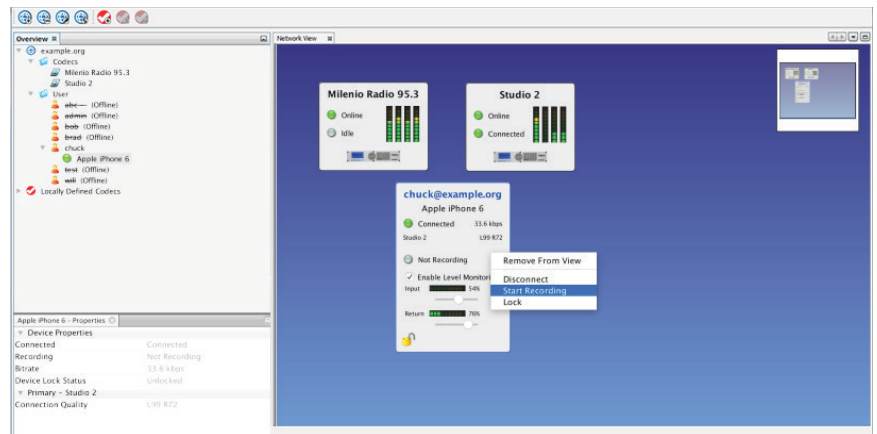 Overview
example.org
Codecs
Milenio Radio 95.3
Studio 2
User
abc (Offline)
admin (Offline)
bob (Offline)
brad (Offline)
chuck
Apple iPhone 6
test (Offline)
will (Offline)
Locally Defined Codecs
Apple iPhone 6 - Properties
Device Properties
Connected Connected
Recording Not Recording
Bitrate 33.6 kbps
Device Lock Status Unlocked
Primary - Studio 2
Connection Quality L99 R72
Network View
Milenio Radio 95.3
Online
Idle
Studio 2
Online
Connected
chuck@example.org
Apple iPhone 6
Connected 33.6 kbps
Studio 2 L99 R72
Not Recording
Enable Level Monitori
Input 54%
Return 76%
Remove From View
Disconnect
Start Recording
Lock